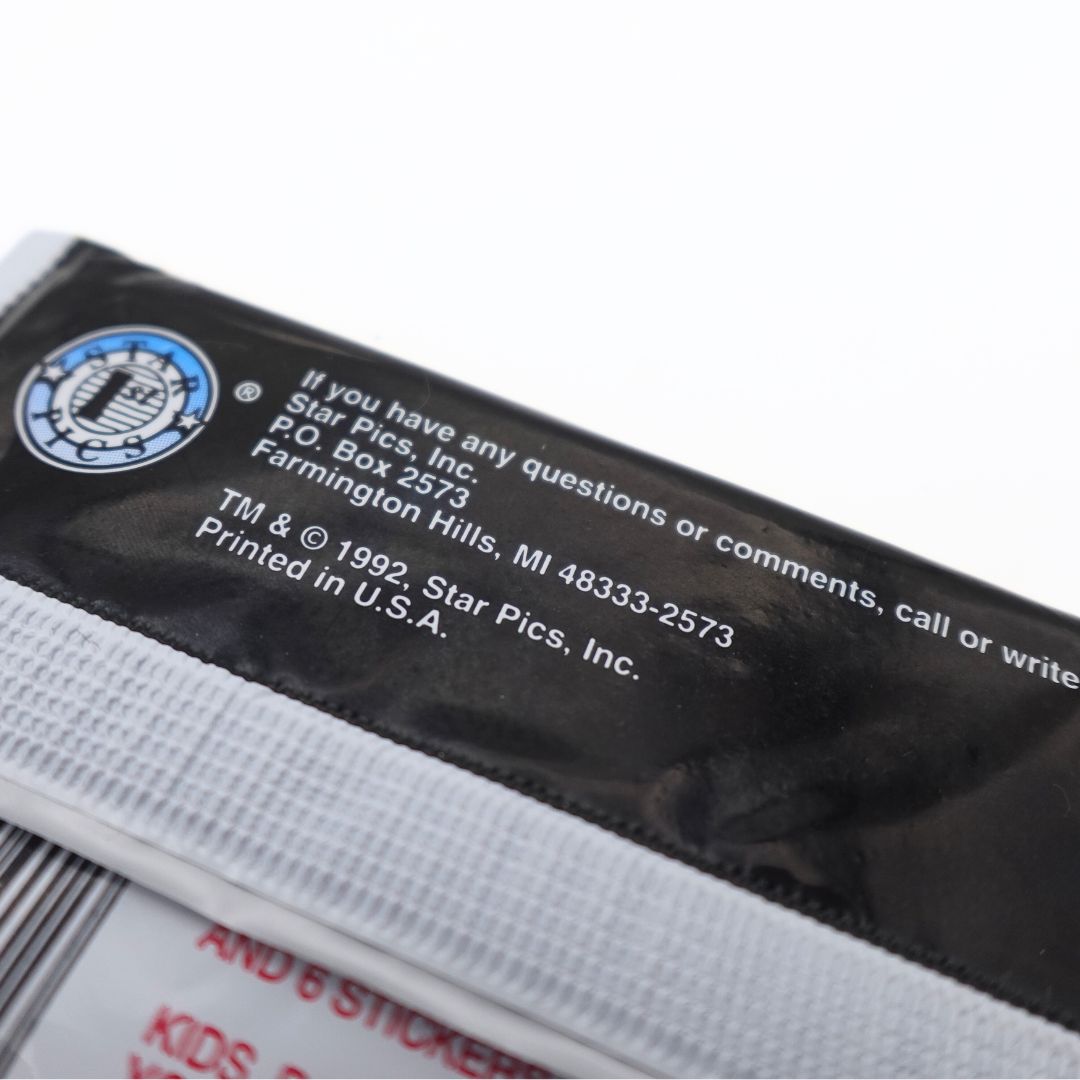 STAR
1st
PICS
®
If you have any questions or comments, call or write
Star Pics, Inc.
P.O. Box 2573
Farmington Hills, MI 48333-2573
TM & © 1992, Star Pics, Inc.
Printed in U.S.A.
AND 6 STICKERS
KIDS